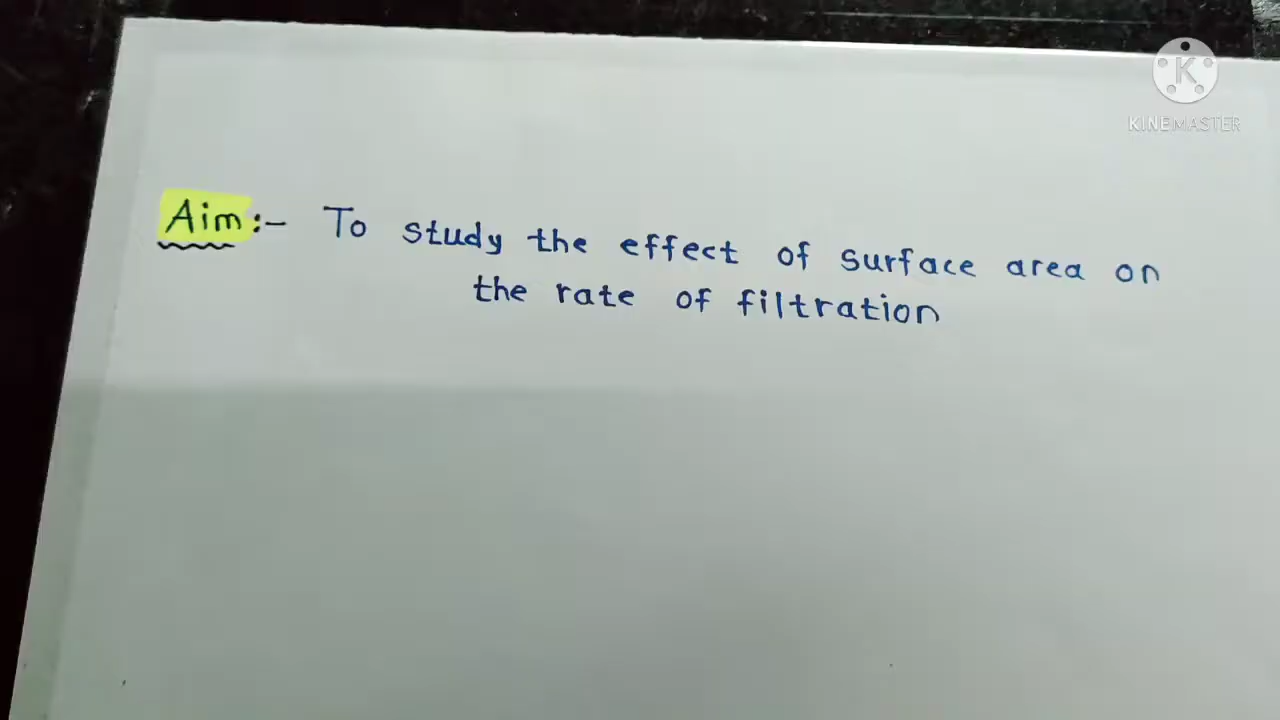 K
KINEMASTER
Aim:- To study the effect of surface area on
the rate of filtration